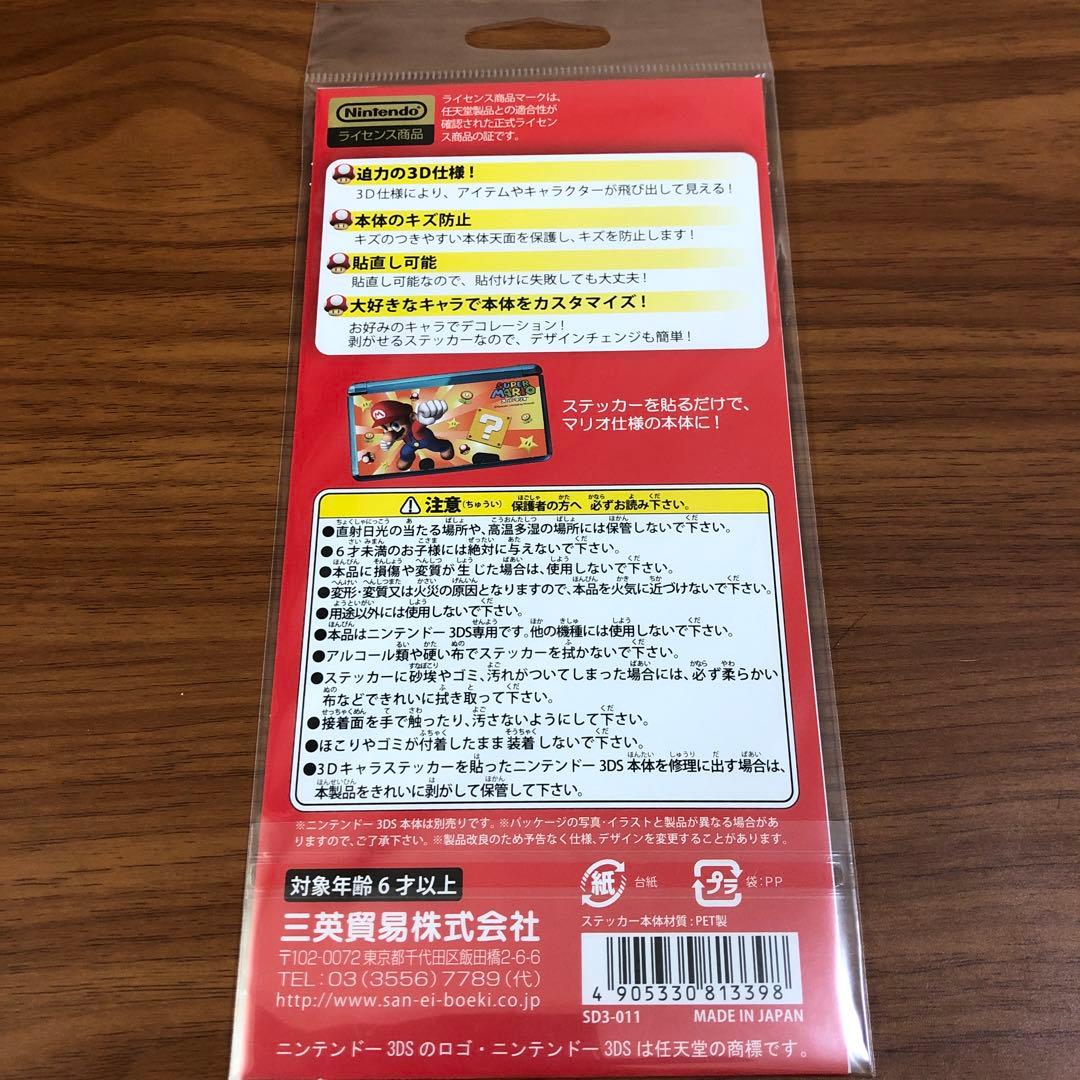 Nintendo
ライセンス商品
ライセンス商品マークは、
任天堂製品との適合性が
確認された正式ライセン
ス商品の証です。
迫力の3D仕様！
3D仕様により、アイテムやキャラクターが飛び出して見える！
本体のキズ防止
キズのつきやすい本体天面を保護し、キズを防止します！
貼直し可能
貼直し可能なので、貼付けに失敗しても大丈夫！
大好きなキャラで本体をカスタマイズ！
お好みのキャラでデコレーション！
剥がせるステッカーなので、デザインチェンジも簡単！
SUPER
MARIO
ステッカーを貼るだけで、
マリオ仕様の本体に！
注意（ちゅうい） 保護者の方へ 必ずお読み下さい。
●直射日光の当たる場所や、高温多湿の場所には保管しないで下さい。
●6才未満のお子様には絶対に与えないで下さい。
●本品に損傷や変質が生じた場合は、使用しないで下さい。
●変形・変質又は火災の原因となりますので、本品を火気に近づけないで下さい。
●用途以外には使用しないで下さい。
●本品はニンテンドー3DS専用です。他の機種には使用しないで下さい。
●アルコール類や硬い布でステッカーを拭かないで下さい。
●ステッカーに砂埃やゴミ、汚れがついてしまった場合には、必ず柔らかい
布などできれいに拭き取って下さい。
●接着面を手で触ったり、汚さないようにして下さい。
●ほこりやゴミが付着したまま装着しないで下さい。
●3Dキャラステッカーを貼ったニンテンドー3DS本体を修理に出す場合は、
本製品をきれいに剥がして保管して下さい。
※ニンテンドー3DS本体は別売りです。※パッケージの写真・イラストと製品が異なる場合があ
りますので、ご了承下さい。※製品改良のため予告なく仕様、デザインを変更することがあります。
対象年齢6才以上
紙 台紙
プラ 袋：PP
三英貿易株式会社
〒102-0072 東京都千代田区飯田橋2-6-6
TEL：03（3556）7789（代）
http://www.san-ei-boeki.co.jp
ステッカー本体材質：PET製
4 905330 813398
SD3-011 MADE IN JAPAN
ニンテンドー3DSのロゴ・ニンテンドー3DSは任天堂の商標です。